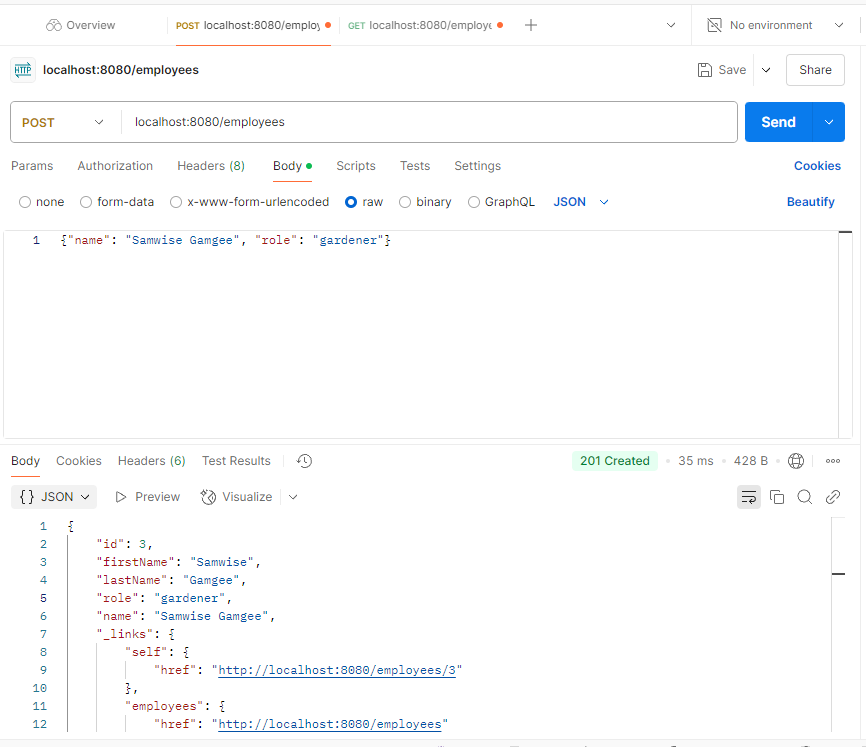 Overview
POST localhost:8080/employ
GET localhost:8080/employe
No environment
HTTP localhost:8080/employees
Save
Share
POST localhost:8080/employees
Send
Params Authorization Headers (8) Body Scripts Tests Settings Cookies
none form-data x-www-form-urlencoded raw binary GraphQL JSON Beautify
1 {"name": "Samwise Gamgee", "role": "gardener"}
Body Cookies Headers (6) Test Results 201 Created 35 ms 428 B
{} JSON Preview Visualize
1 {
2 "id": 3,
3 "firstName": "Samwise",
4 "lastName": "Gamgee",
5 "role": "gardener",
6 "name": "Samwise Gamgee",
7 "_links": {
8 "self": {
9 "href": "http://localhost:8080/employees/3"
10 },
11 "employees": {
12 "href": "http://localhost:8080/employees"